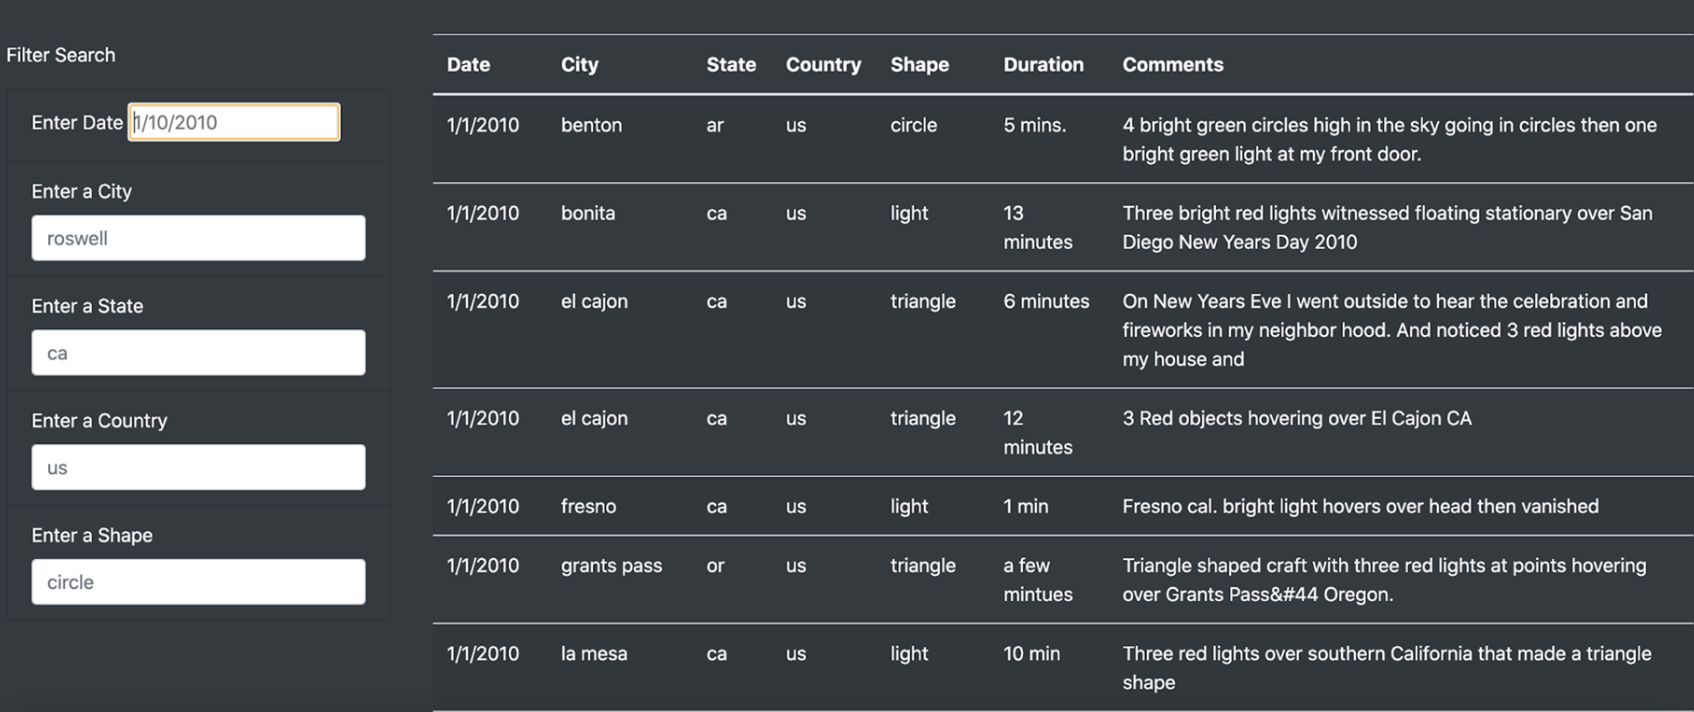 Filter Search
Enter Date 1/10/2010
Enter a City
roswell
Enter a State
ca
Enter a Country
us
Enter a Shape
circle
Date City State Country Shape Duration Comments
1/1/2010 benton ar us circle 5 mins. 4 bright green circles high in the sky going in circles then one
bright green light at my front door.
1/1/2010 bonita ca us light 13 Three bright red lights witnessed floating stationary over San
minutes Diego New Years Day 2010
1/1/2010 el cajon ca us triangle 6 minutes On New Years Eve I went outside to hear the celebration and
fireworks in my neighbor hood. And noticed 3 red lights above
my house and
1/1/2010 el cajon ca us triangle 12 3 Red objects hovering over El Cajon CA
minutes
1/1/2010 fresno ca us light 1 min Fresno cal. bright light hovers over head then vanished
1/1/2010 grants pass or us triangle a few Triangle shaped craft with three red lights at points hovering
mintues over Grants Pass&#44 Oregon.
1/1/2010 la mesa ca us light 10 min Three red lights over southern California that made a triangle
shape